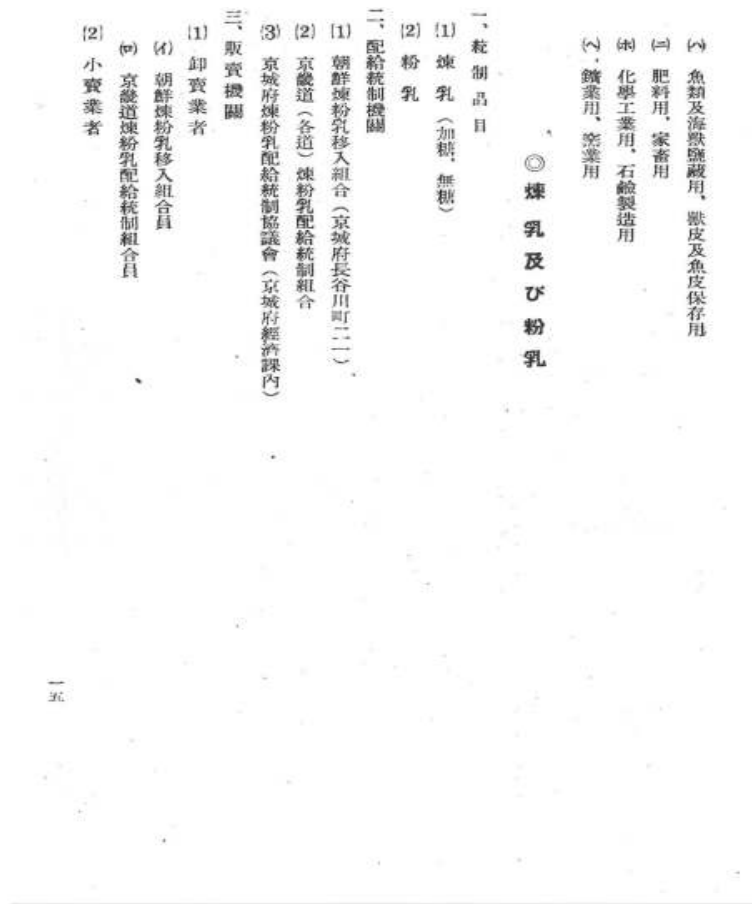 (ハ) 魚類及海獸鹽藏用、獸皮及魚皮保存用
(ニ) 肥料用、家畜用
(ホ) 化學工業用、石鹼製造用
(ヘ)、鑛業用、窯業用
◎煉乳及び粉乳
一、統制品目
(1) 煉乳(加糖、無糖)
(2) 粉乳
二、配給統制機關
(1) 朝鮮煉粉乳移入組合(京城府長谷川町二一)
(2) 京畿道(各道)煉粉乳配給統制組合
(3) 京城府煉粉乳配給統制協議會(京城府經濟課內)
三、販賣機關
(1) 卸賣業者
(イ) 朝鮮煉粉乳移入組合員
(ロ) 京畿道煉粉乳配給統制組合員
(2) 小賣業者
一五